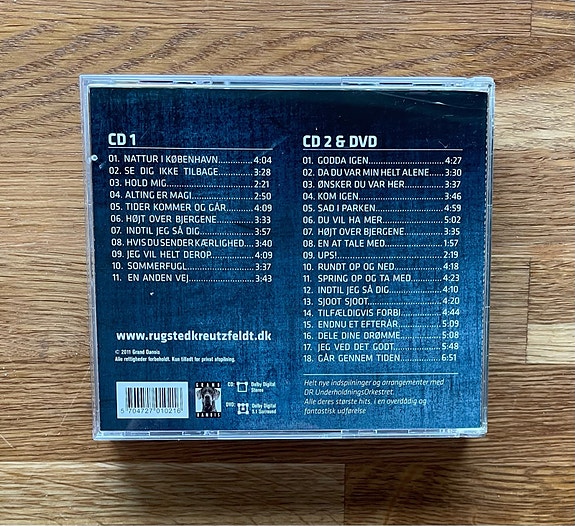 CD 1
01. NATTUR I KØBENHAVN..............4:04
02. SE DIG IKKE TILBAGE..............3:28
03. HOLD MIG..............2:21
04. ALTING ER MAGI..............2:50
05. TIDER KOMMER OG GÅR..............4:09
06. HØJT OVER BJERGENE..............3:33
07. INDTIL JEG SÅ DIG..............3:57
08. HVIS DU SENDER KÆRLIGHED....3:40
09. JEG VIL HELT DEROP..............4:09
10. SOMMERFUGL..............3:37
11. EN ANDEN VEJ..............3:43
www.rugstedkreutzfeldt.dk
© 2011 Grand Danois
Alle rettigheder forbeholdt. Kun tilladt for privat afspilning.
5 704727 010216
GRAND
DANOIS
CD: Dolby Digital
Stereo
DVD: Dolby Digital
5.1 Surround
CD 2 & DVD
01. GODDA IGEN..............4:27
02. DA DU VAR MIN HELT ALENE...3:30
03. ØNSKER DU VAR HER..............4:37
04. KOM IGEN..............4:46
05. SAD I PARKEN..............4:59
06. DU VIL HA MER..............5:02
07. HØJT OVER BJERGENE..............3:35
08. EN AT TALE MED..............1:57
09. UPS!..............2:19
10. RUNDT OP OG NED..............4:18
11. SPRING OP OG TA MED..............4:23
12. INDTIL JEG SÅ DIG..............4:10
13. SJOOT SJOOT..............4:20
14. TILFÆLDIGVIS FORBI..............4:44
15. ENDNU ET EFTERÅR..............5:09
16. DELE DINE DRØMME..............5:08
17. JEG VED DET GODT..............5:48
18. GÅR GENNEM TIDEN..............6:51
Helt nye indspilninger og arrangementer med
DR UnderholdningsOrkestret.
Alle deres største hits, i en overdådig og
fantastisk udførelse.